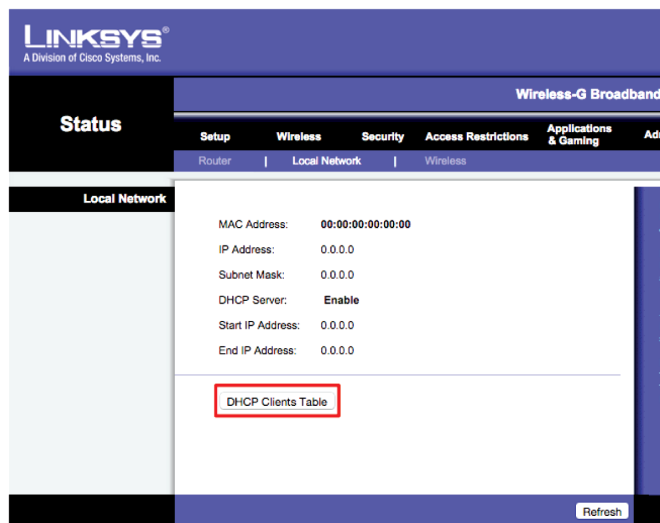 LINKSYS®
A Division of Cisco Systems, Inc.
Wireless-G Broadband
Status
Setup Wireless Security Access Restrictions Applications & Gaming
Router | Local Network | Wireless
Local Network
MAC Address: 00:00:00:00:00:00
IP Address: 0.0.0.0
Subnet Mask: 0.0.0.0
DHCP Server: Enable
Start IP Address: 0.0.0.0
End IP Address: 0.0.0.0
DHCP Clients Table
Refresh